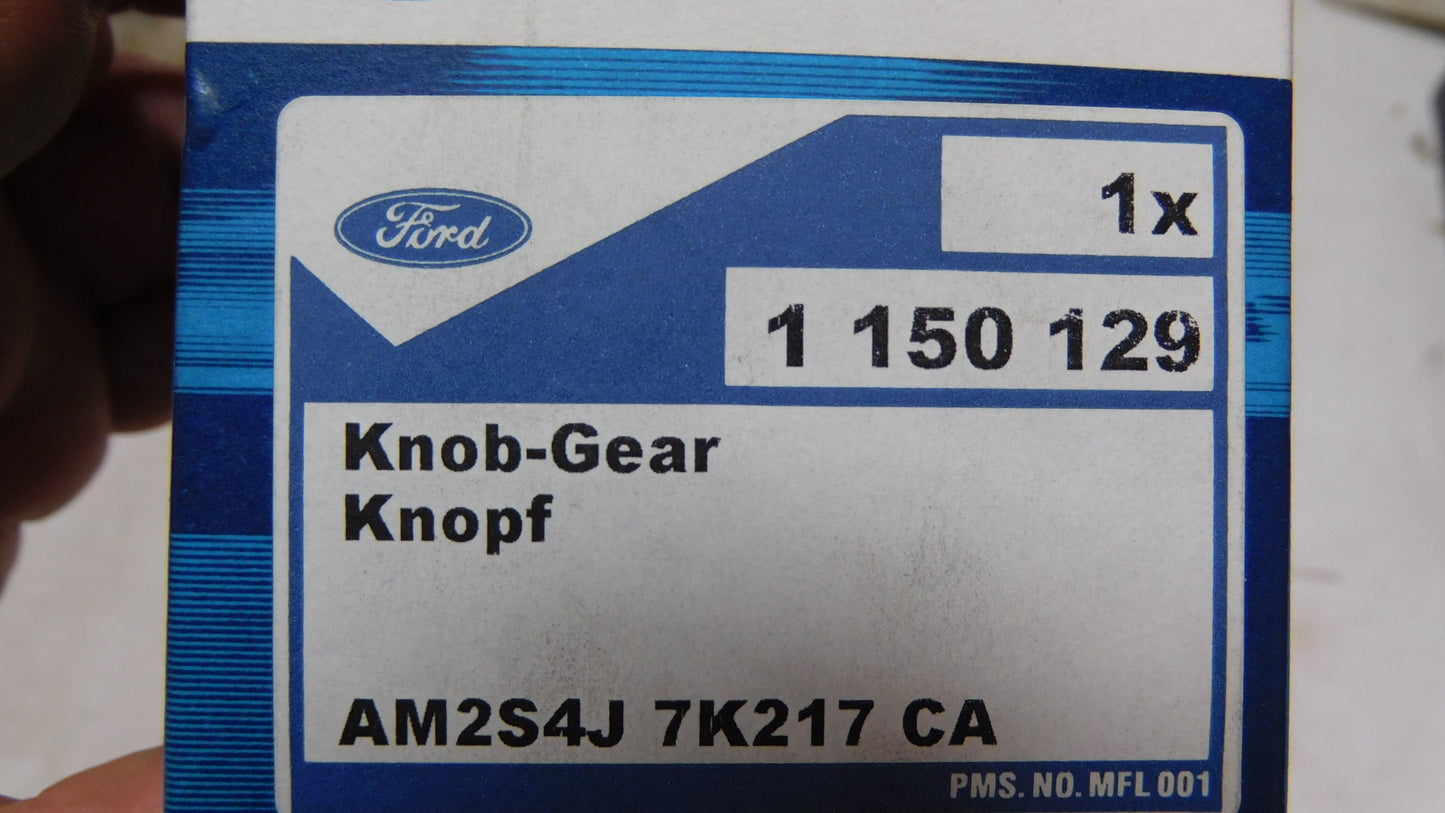 Ford
1x
1 150 129
Knob-Gear
Knopf
AM2S4J 7K217 CA
PMS. NO. MFL 001